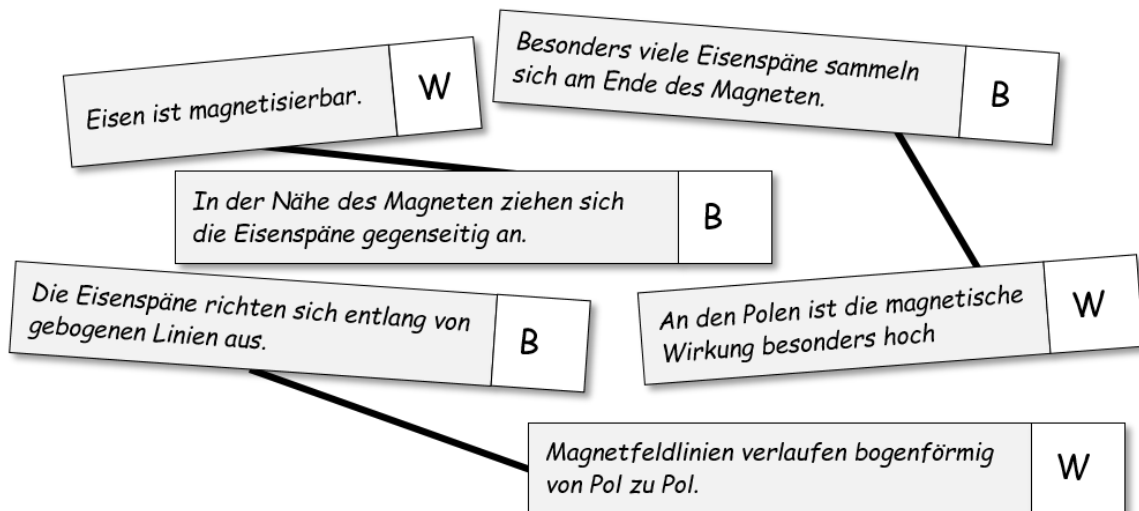 Eisen ist magnetisierbar.
W
Besonders viele Eisenspäne sammeln
sich am Ende des Magneten.
B
In der Nähe des Magneten ziehen sich
die Eisenspäne gegenseitig an.
B
Die Eisenspäne richten sich entlang von
gebogenen Linien aus.
B
An den Polen ist die magnetische
Wirkung besonders hoch
W
Magnetfeldlinien verlaufen bogenförmig
von Pol zu Pol.
W